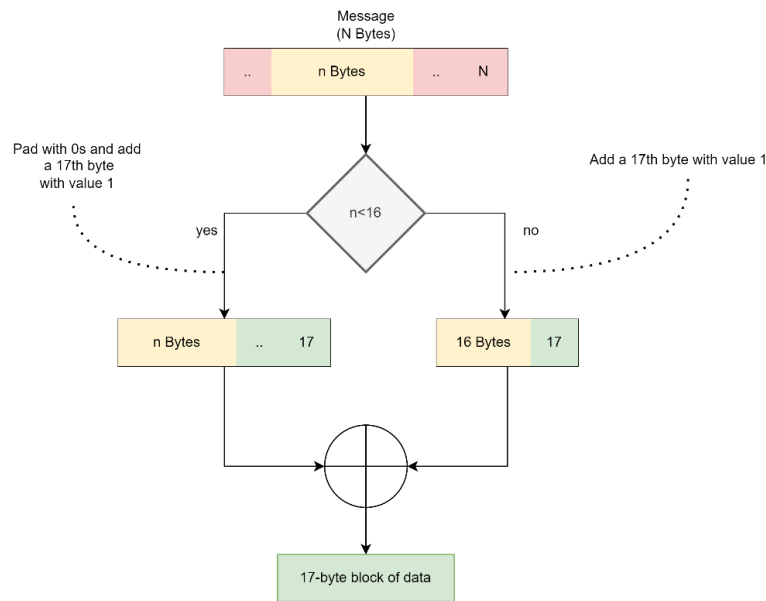 Message
(N Bytes)
..
n Bytes
..
N
Pad with 0s and add
a 17th byte
with value 1
Add a 17th byte with value 1
n<16
yes
no
n Bytes
..
17
16 Bytes
17
17-byte block of data